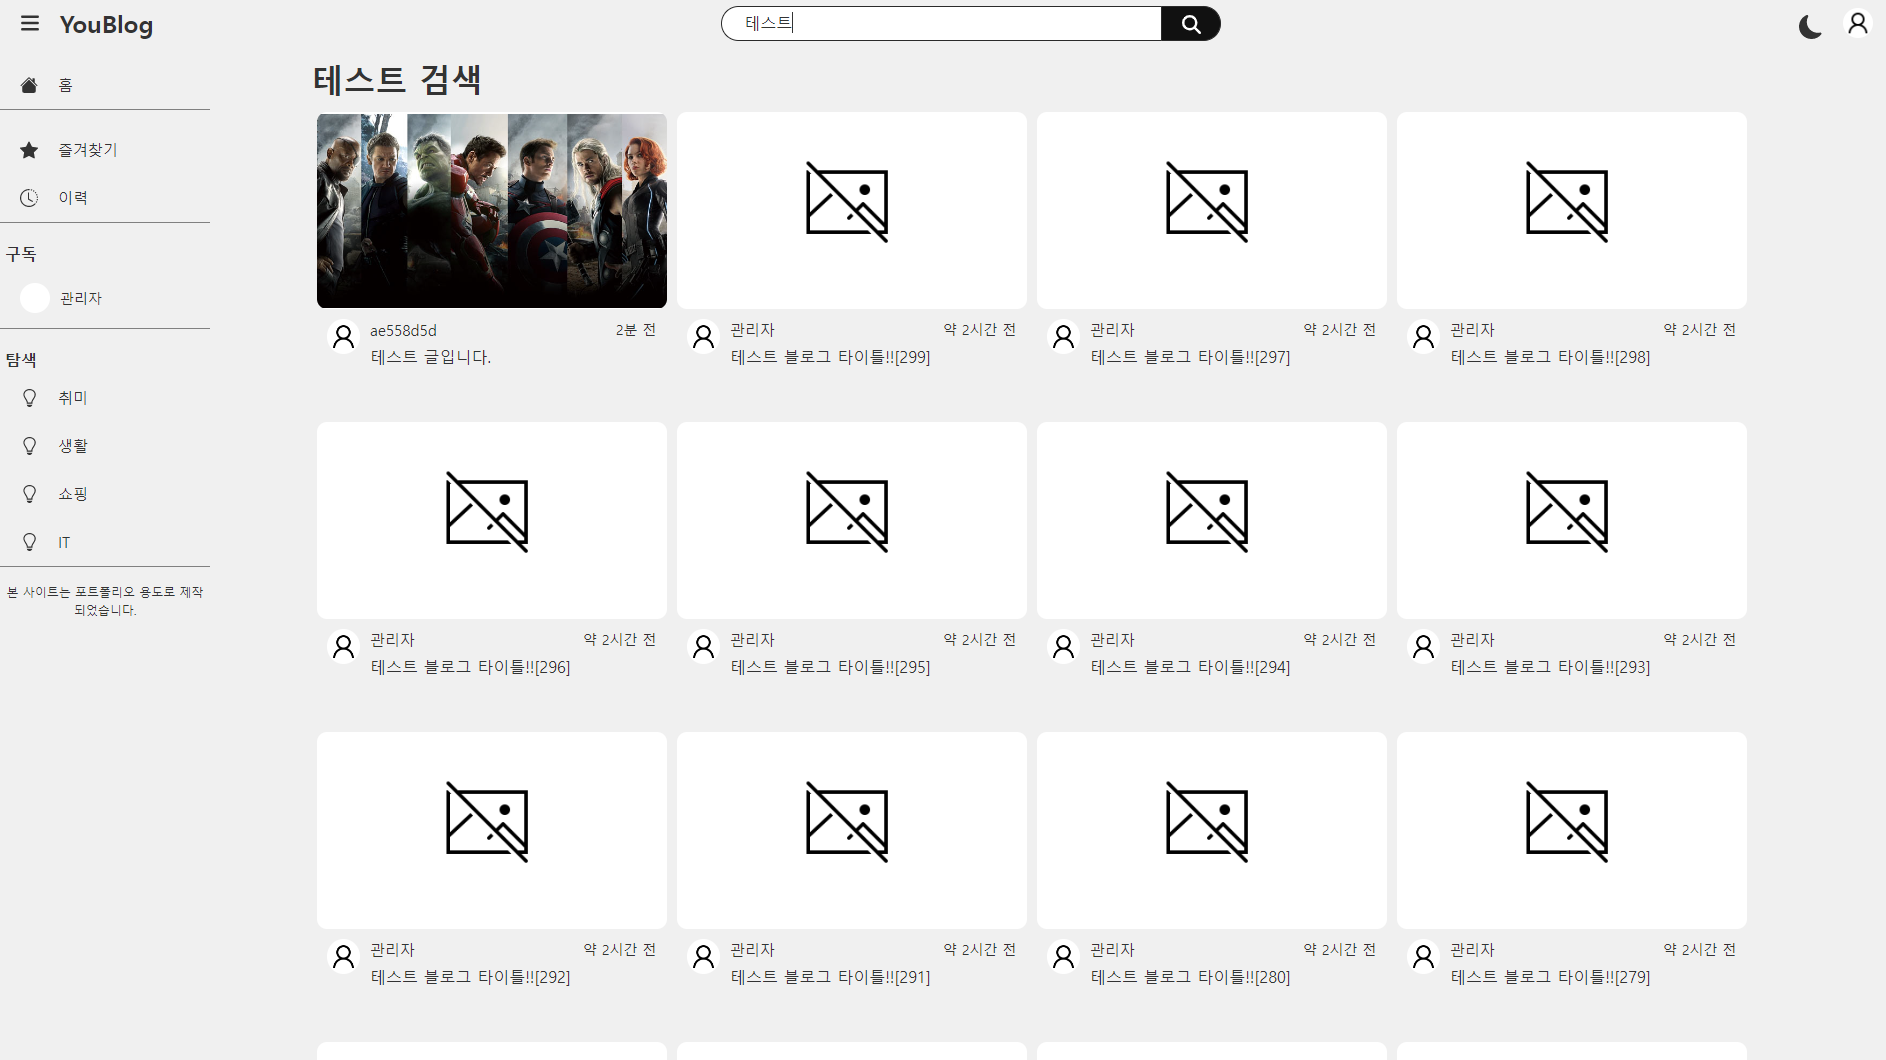 YouBlog
테스트
홈
즐겨찾기
이력
구독
관리자
탐색
취미
생활
쇼핑
IT
본 사이트는 포트폴리오 용도로 제작
되었습니다.
테스트 검색
ae558d5d 2분 전
테스트 글입니다.
관리자 약 2시간 전
테스트 블로그 타이틀!![299]
관리자 약 2시간 전
테스트 블로그 타이틀!![297]
관리자 약 2시간 전
테스트 블로그 타이틀!![298]
관리자 약 2시간 전
테스트 블로그 타이틀!![296]
관리자 약 2시간 전
테스트 블로그 타이틀!![295]
관리자 약 2시간 전
테스트 블로그 타이틀!![294]
관리자 약 2시간 전
테스트 블로그 타이틀!![293]
관리자 약 2시간 전
테스트 블로그 타이틀!![292]
관리자 약 2시간 전
테스트 블로그 타이틀!![291]
관리자 약 2시간 전
테스트 블로그 타이틀!![280]
관리자 약 2시간 전
테스트 블로그 타이틀!![279]